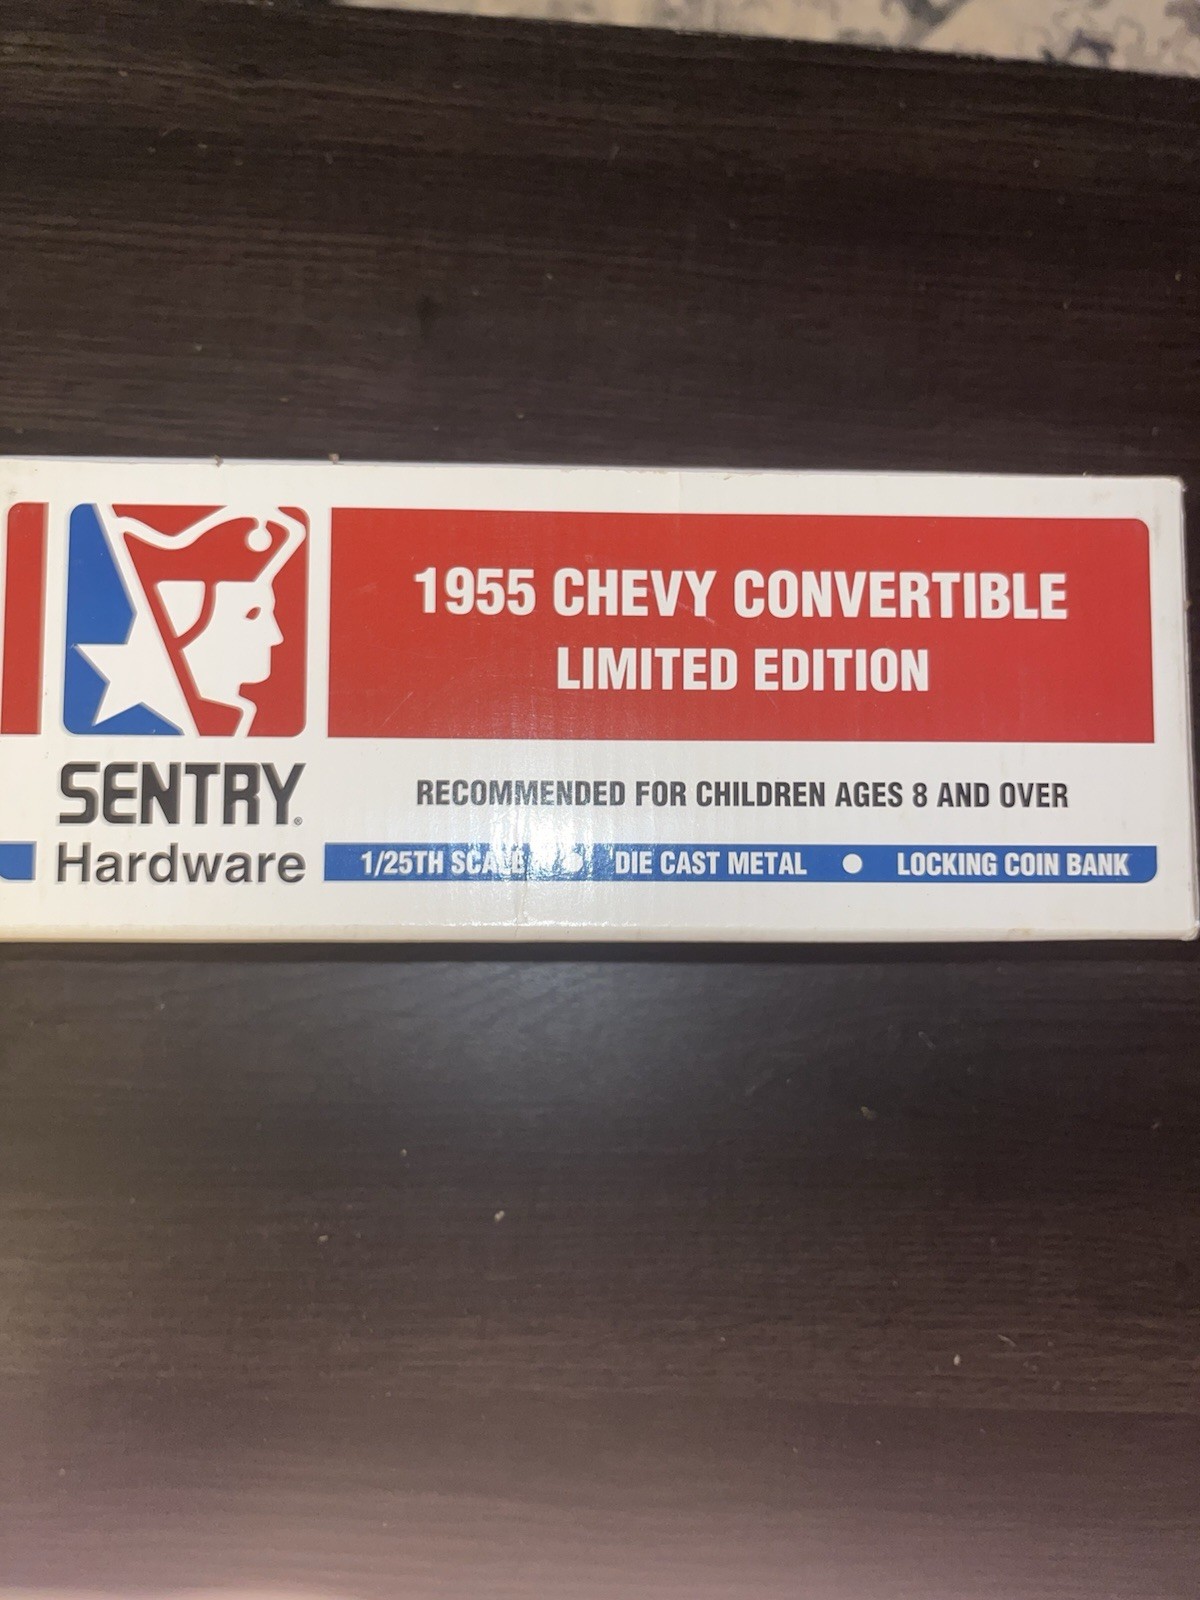 1955 CHEVY CONVERTIBLE
LIMITED EDITION
SENTRY®
Hardware
RECOMMENDED FOR CHILDREN AGES 8 AND OVER
1/25TH SCALE ● DIE CAST METAL ● LOCKING COIN BANK